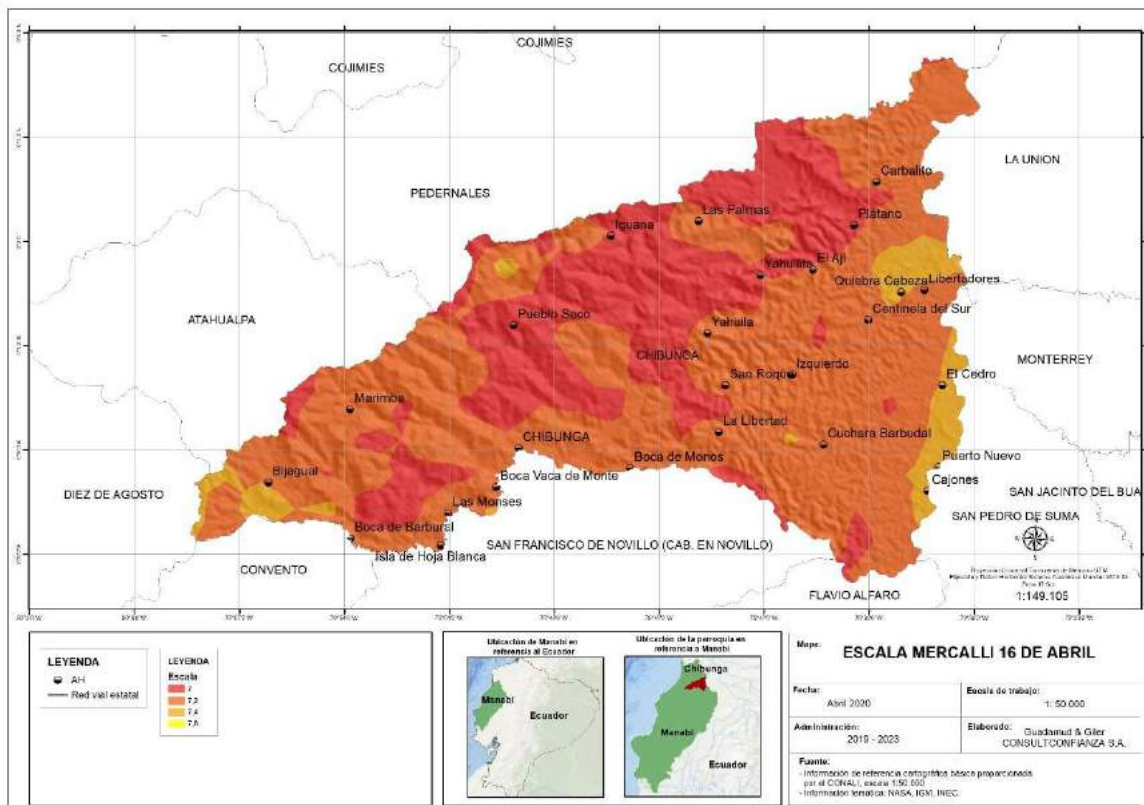 COJIMIES
COJIMIES
LA UNION
PEDERNALES
Carbalito
Las Palmas
Platano
Iguana
El Aji
Yahuilita
Quiebra Cabeza
Libertadores
Centinela del Sur
ATAHUALPA
Pueblo Seco
Yahuila
CHIBUNGA
MONTERREY
Izquierdo
San Roque
El Cedro
Marimba
La Libertad
CHIBUNGA
Cuchara Barbudal
Boca de Monos
Puerto Nuevo
Bijagual
Boca Vaca de Monte
Cajones
DIEZ DE AGOSTO
SAN JACINTO DEL BUA
Las Monses
SAN PEDRO DE SUMA
Boca de Barbural
SAN FRANCISCO DE NOVILLO (CAB. EN NOVILLO)
Isla de Hoja Blanca
CONVENTO
FLAVIO ALFARO
1:149.105
LEYENDA
AH
Red vial estatal
LEYENDA
Escala
7
7,2
7,4
7,6
Ubicación de Manabí en
referencia al Ecuador
Manabí
Ecuador
Ubicación de la parroquia en
referencia a Manabí
Chibunga
Manabí
Ecuador
Mapa:
ESCALA MERCALLI 16 DE ABRIL
Fecha:
Abril 2020
Escala de trabajo:
1: 50 000
Administración:
2019 - 2023
Elaborado:
Guadamud & Giler
CONSULTCONFIANZA S.A.
Fuente:
- Información de referencia cartográfica básica proporcionada
por el CONALI, escala 1:50.000
- Información temática: NASA, IGM, INEC.